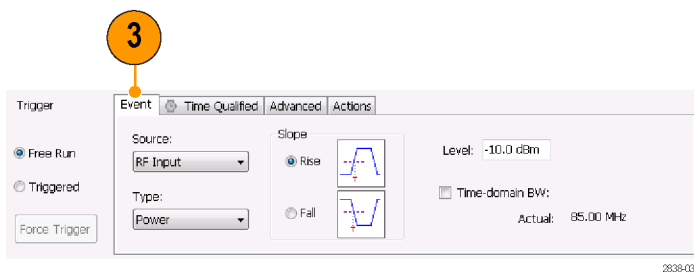 3
Trigger
Event Time Qualified Advanced Actions
Free Run
Triggered
Force Trigger
Source:
RF Input
Type:
Power
Slope
Rise
Fall
Level: -10.0 dBm
Time-domain BW:
Actual: 85.00 MHz
2838-03